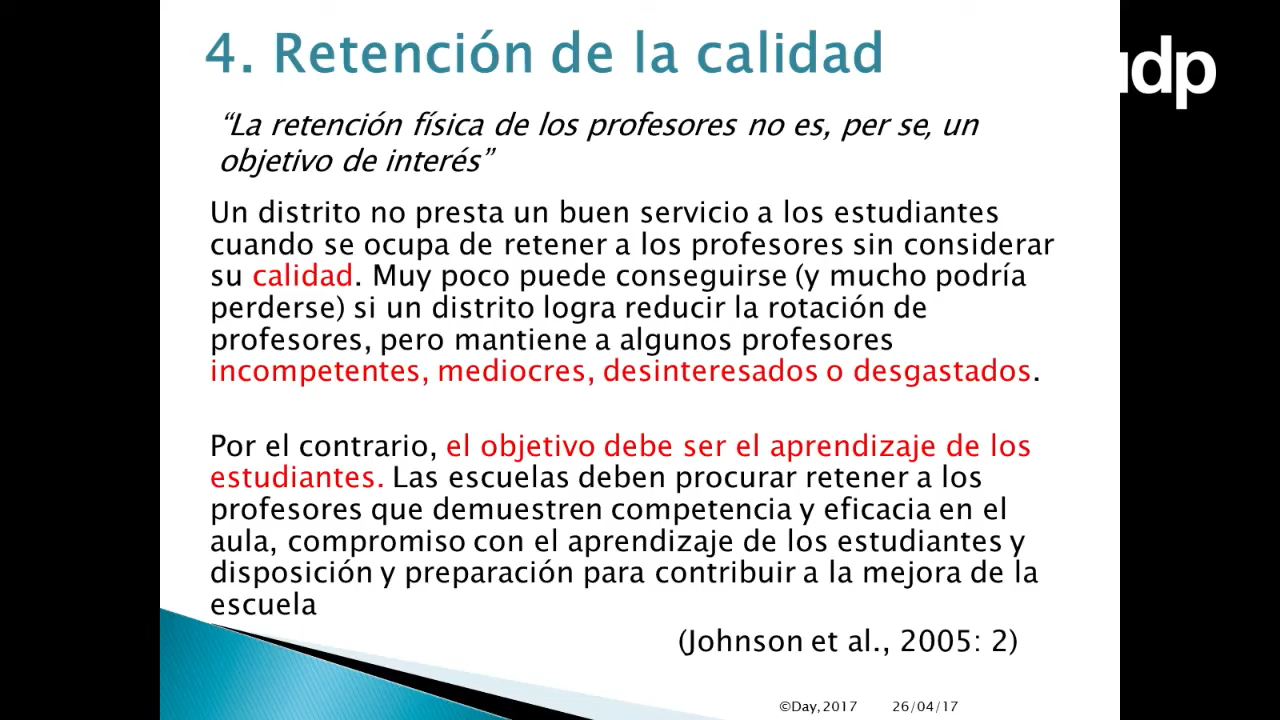 4. Retención de la calidad
udp
“La retención física de los profesores no es, per se, un
objetivo de interés”
Un distrito no presta un buen servicio a los estudiantes
cuando se ocupa de retener a los profesores sin considerar
su calidad. Muy poco puede conseguirse (y mucho podría
perderse) si un distrito logra reducir la rotación de
profesores, pero mantiene a algunos profesores
incompetentes, mediocres, desinteresados o desgastados.
Por el contrario, el objetivo debe ser el aprendizaje de los
estudiantes. Las escuelas deben procurar retener a los
profesores que demuestren competencia y eficacia en el
aula, compromiso con el aprendizaje de los estudiantes y
disposición y preparación para contribuir a la mejora de la
escuela
(Johnson et al., 2005: 2)
©Day, 2017 26/04/17